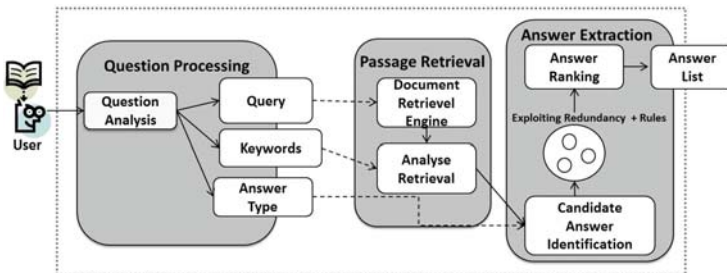 Question Processing
Passage Retrieval
Answer Extraction
User
Question
Analysis
Query
Keywords
Answer
Type
Document
Retrievel
Engine
Analyse
Retrieval
Answer
Ranking
Answer
List
Exploiting Redundancy + Rules
Candidate
Answer
Identification